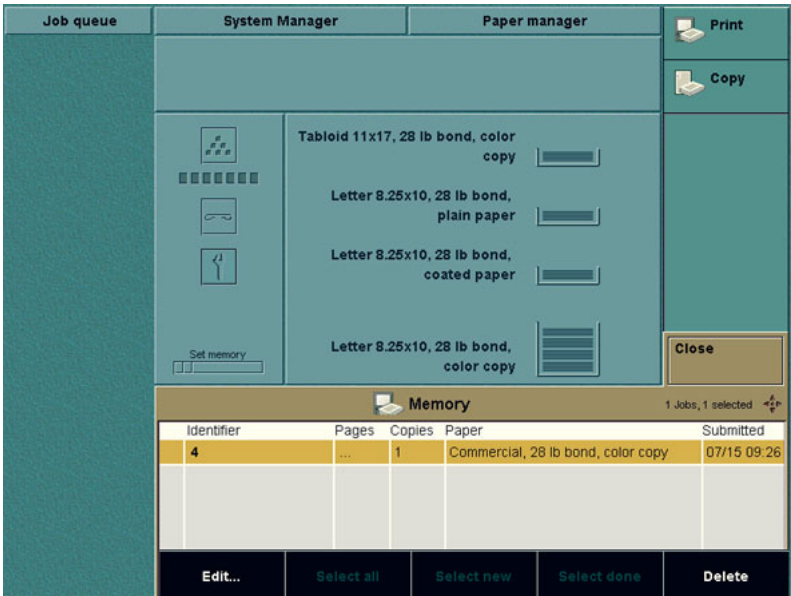 Job queue
System Manager
Paper manager
Print
Copy
Tabloid 11x17, 28 lb bond, color
copy
Letter 8.25x10, 28 lb bond,
plain paper
Letter 8.25x10, 28 lb bond,
coated paper
Set memory
Letter 8.25x10, 28 lb bond,
color copy
Close
Memory
1 Jobs, 1 selected
Identifier Pages Copies Paper Submitted
4 ... 1 Commercial, 28 lb bond, color copy 07/15 09:26
Edit... Select all Select new Select done Delete